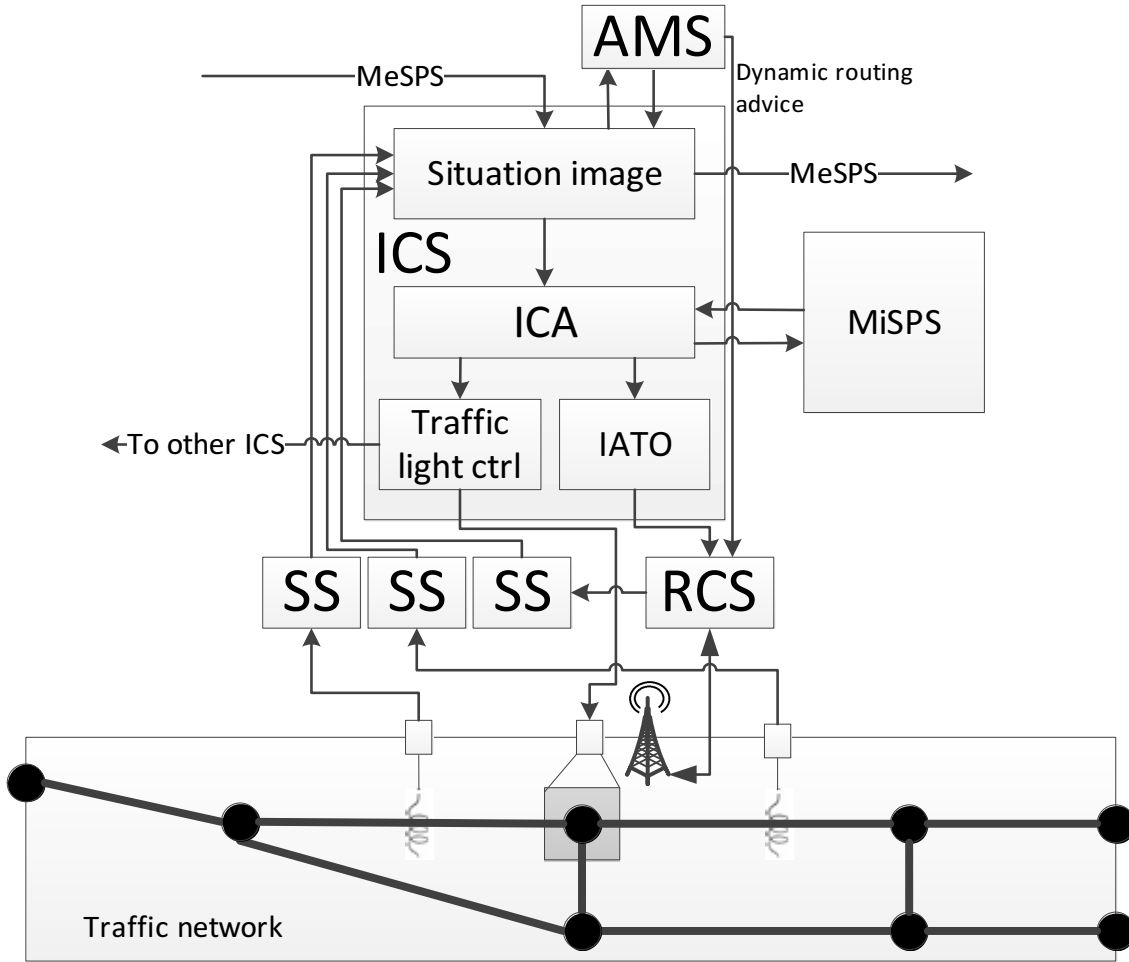 AMS
MeSPS
Dynamic routing
advice
Situation image
MeSPS
ICS
ICA
MiSPS
Traffic
light ctrl
IATO
To other ICS
SS
SS
SS
RCS
Traffic network